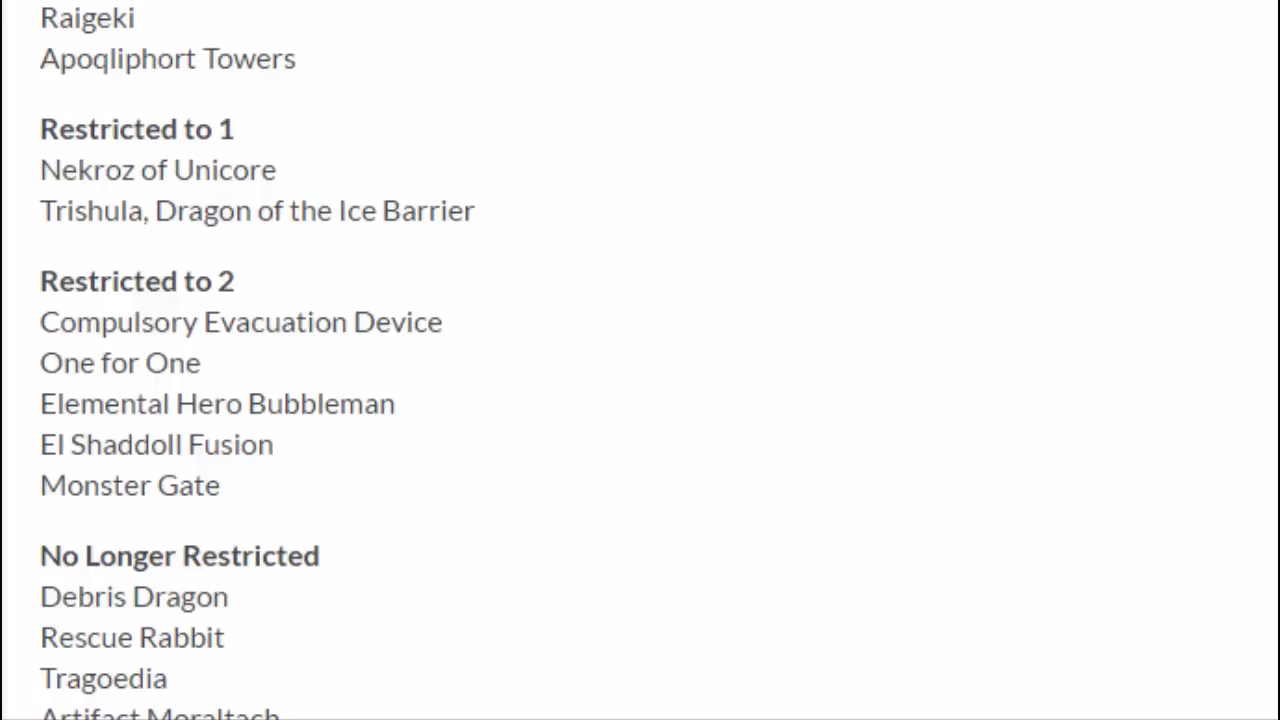 Raigeki
Apoqliphort Towers
Restricted to 1
Nekroz of Unicore
Trishula, Dragon of the Ice Barrier
Restricted to 2
Compulsory Evacuation Device
One for One
Elemental Hero Bubbleman
El Shaddoll Fusion
Monster Gate
No Longer Restricted
Debris Dragon
Rescue Rabbit
Tragoedia
Artifact Moraltach